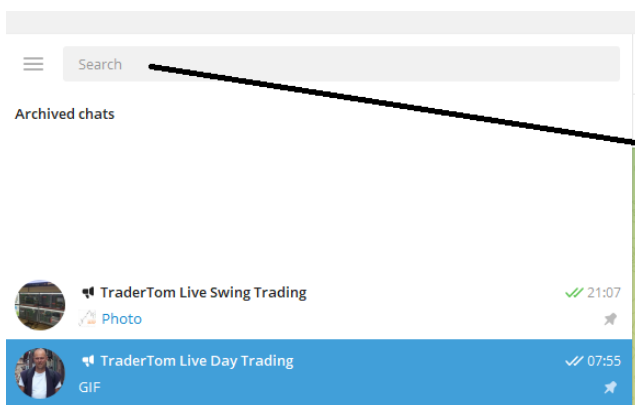 Search
Archived chats
TraderTom Live Swing Trading 21:07
Photo
TraderTom Live Day Trading 07:55
GIF